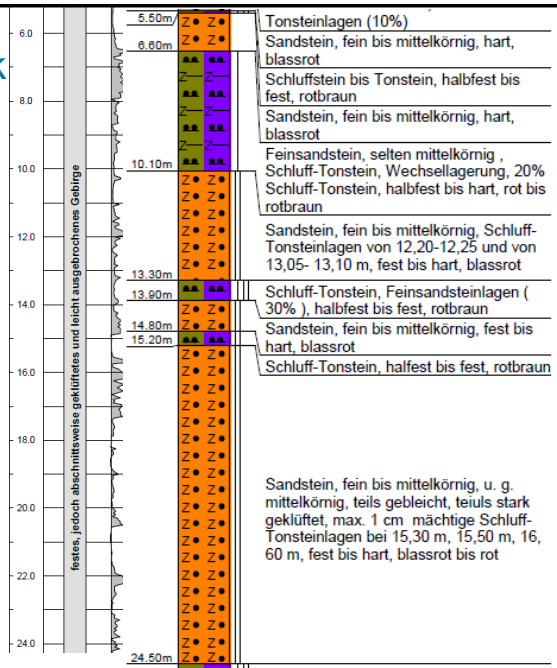 K
6.0
8.0
10.0
12.0
14.0
16.0
18.0
20.0
22.0
24.0
festes, jedoch abschnittsweise geklüftetes und leicht ausgebrochenes Gebirge
5.50m
6.60m
10.10m
13.30m
13.90m
14.80m
15.20m
24.50m
Tonsteinlagen (10%)
Sandstein, fein bis mittelkörnig, hart,
blassrot
Schluffstein bis Tonstein, halbfest bis
fest, rotbraun
Sandstein, fein bis mittelkörnig, hart,
blassrot
Feinsandstein, selten mittelkörnig ,
Schluff-Tonstein, Wechsellagerung, 20%
Schluff-Tonstein, halbfest bis hart, rot bis
rotbraun
Sandstein, fein bis mittelkörnig, Schluff-
Tonsteinlagen von 12,20-12,25 und von
13,05- 13,10 m, fest bis hart, blassrot
Schluff-Tonstein, Feinsandsteinlagen (
30% ), halbfest bis fest, rotbraun
Sandstein, fein bis mittelkörnig, fest bis
hart, blassrot
Schluff-Tonstein, halfest bis fest, rotbraun
Sandstein, fein bis mittelkörnig, u. g.
mittelkörnig, teils gebleicht, teiuls stark
geklüftet, max. 1 cm mächtige Schluff-
Tonsteinlagen bei 15,30 m, 15,50 m, 16,
60 m, fest bis hart, blassrot bis rot